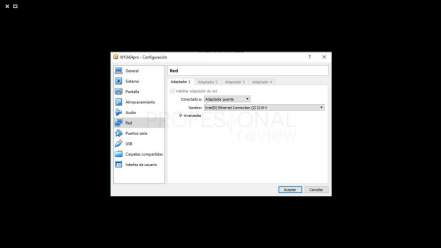 W10x64pro - Configuración
General
Sistema
Pantalla
Almacenamiento
Audio
Red
Puertos serie
USB
Carpetas compartidas
Interfaz de usuario
Red
Adaptador 1
Adaptador 2
Adaptador 3
Adaptador 4
Habilitar adaptador de red
Conectado a: Adaptador puente
Nombre: Intel(R) Ethernet Connection (2) I219-V
Avanzadas
PROFESIONAL
review
Aceptar
Cancelar